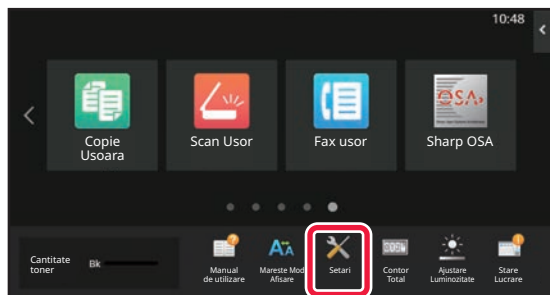 10:48
Copie
Usoara
Scan Usor
Fax usor
Sharp OSA
Cantitate
toner
Bk
Manual
de utilizare
Mareste Mod
Afisare
Setari
Contor
Total
Ajustare
Luminozitate
Stare
Lucrare